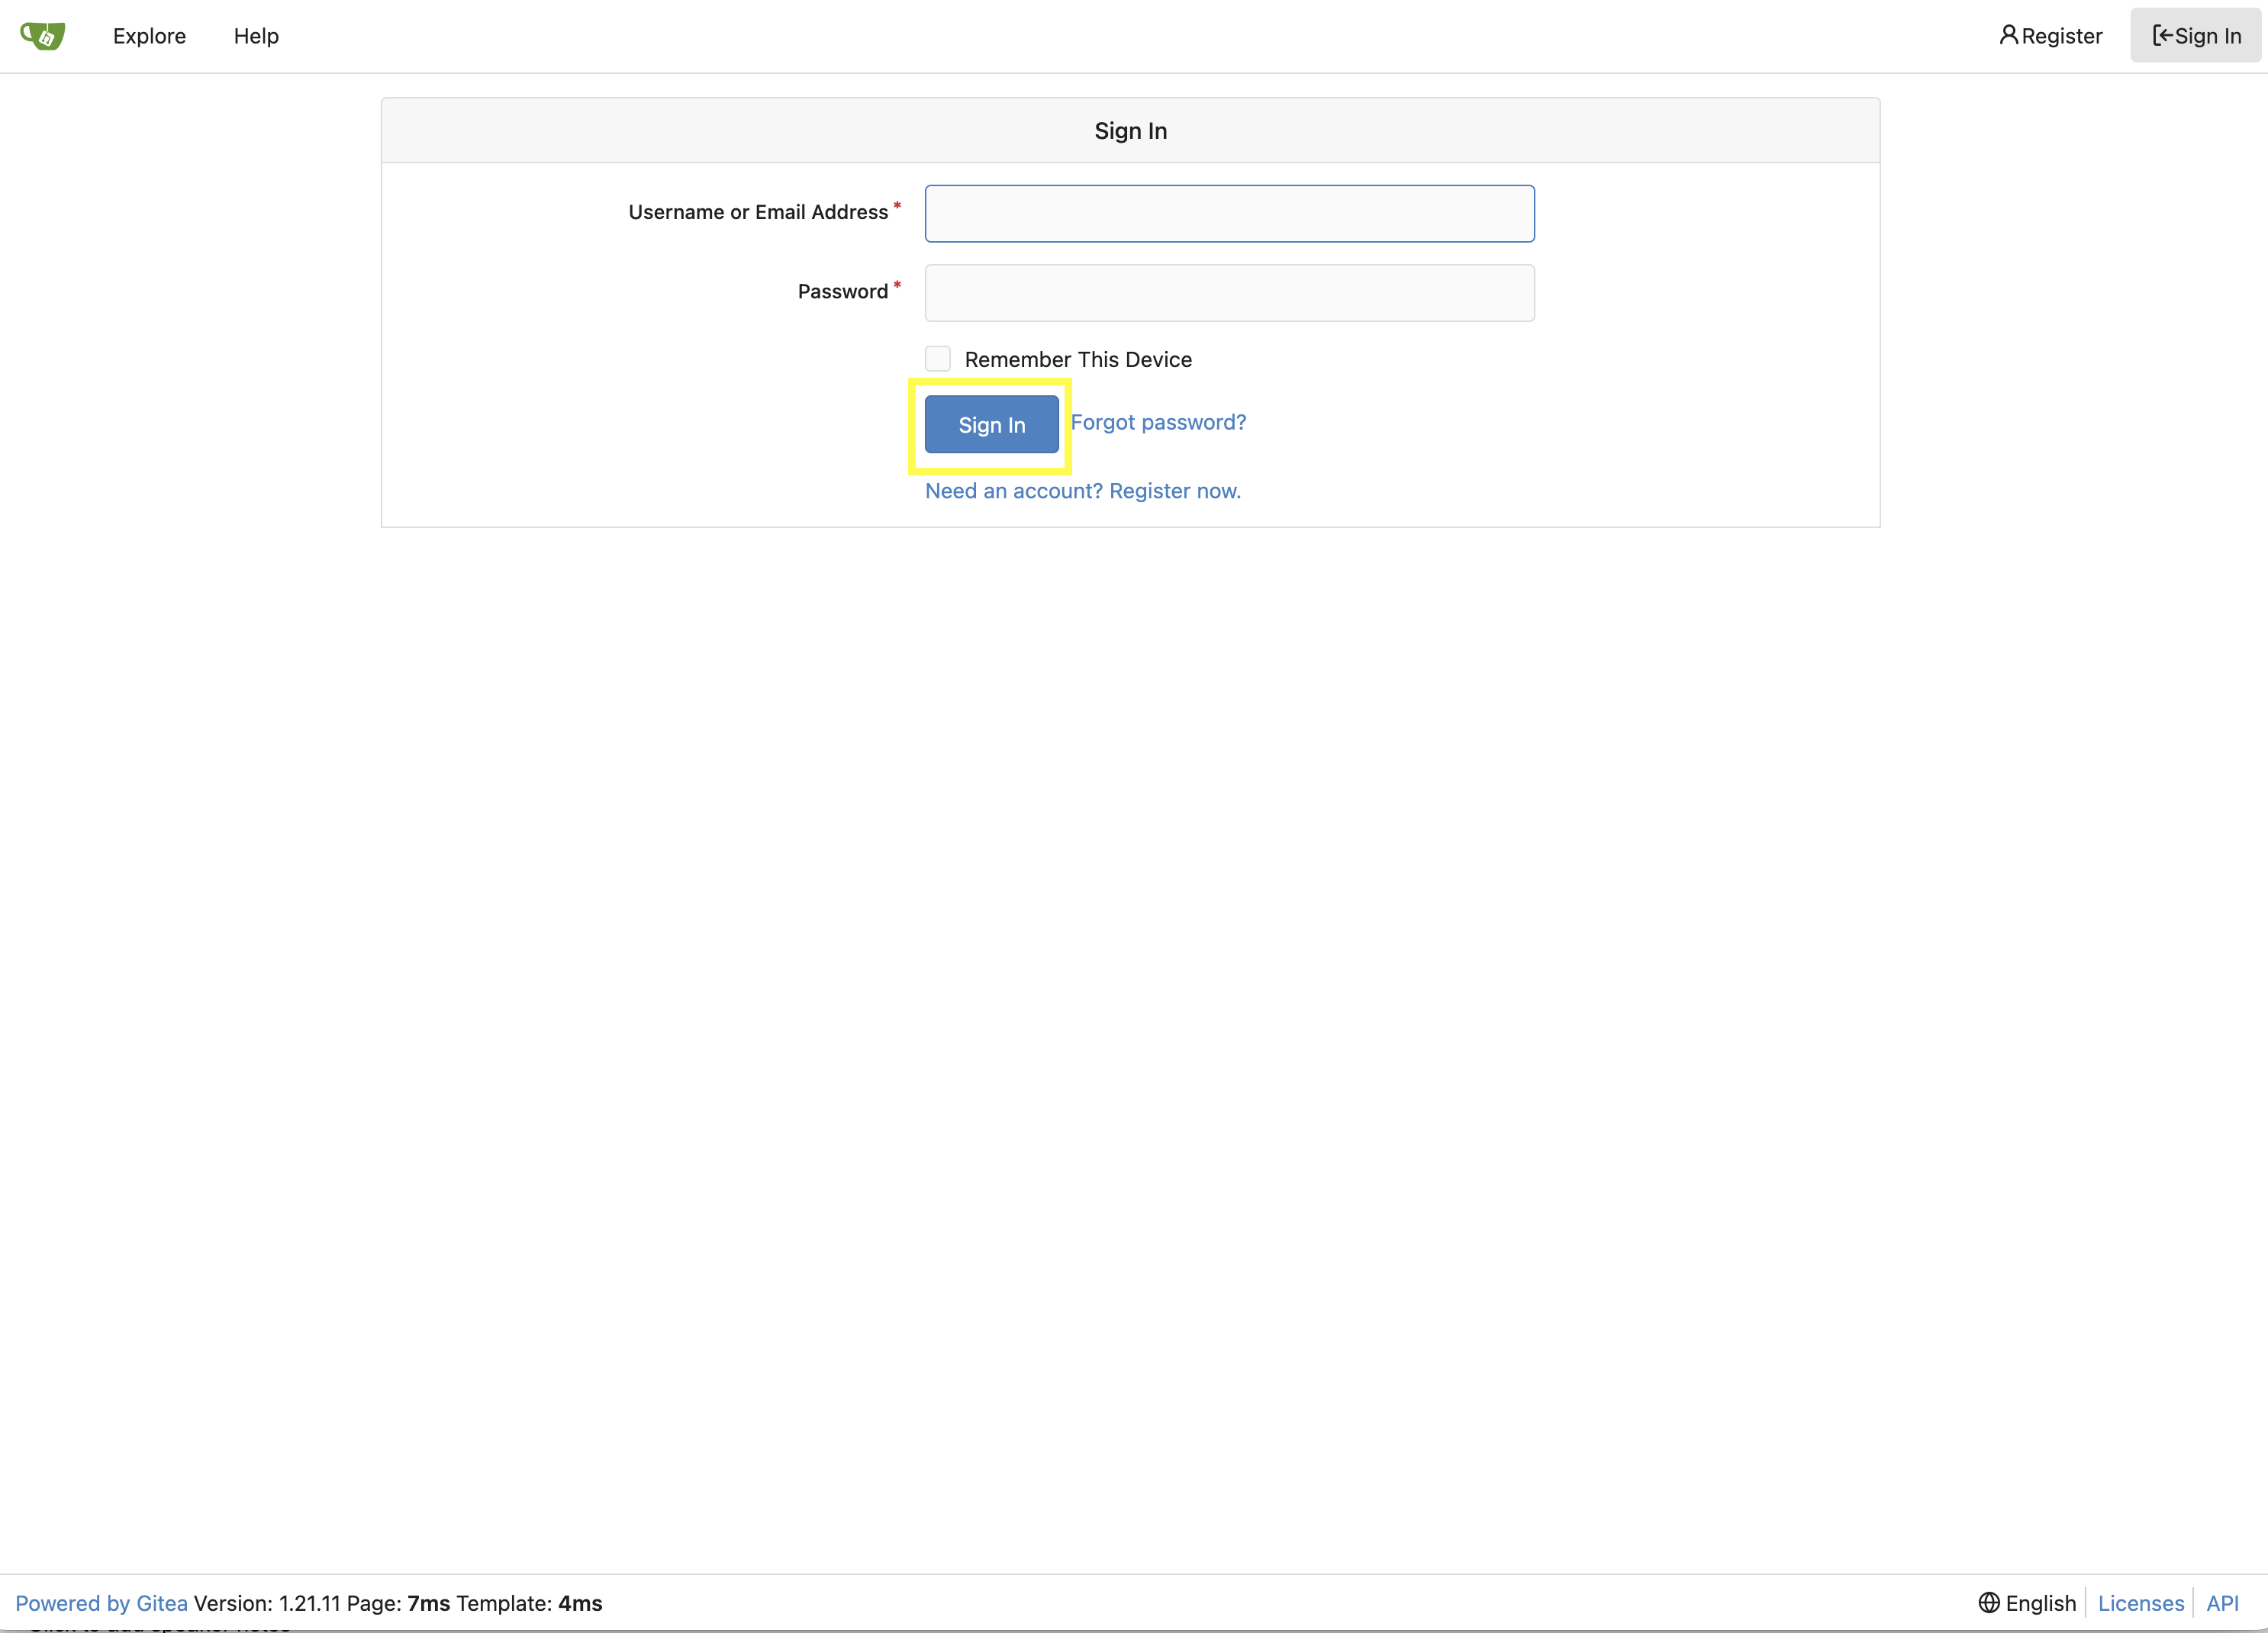 Explore Help Register Sign In
Sign In
Username or Email Address *
Password *
Remember This Device
Sign In Forgot password?
Need an account? Register now.
Powered by Gitea Version: 1.21.11 Page: 7ms Template: 4ms English Licenses API